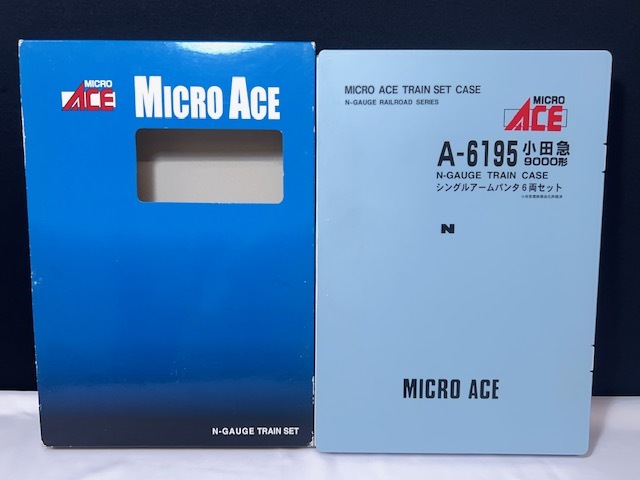 MICRO
ACE
MICRO ACE
N-GAUGE TRAIN SET
MICRO ACE TRAIN SET CASE
N-GAUGE RAILROAD SERIES
MICRO
ACE
A-6195 小田急
9000形
N-GAUGE TRAIN CASE
シングルアームパンタ6両セット
N
MICRO ACE